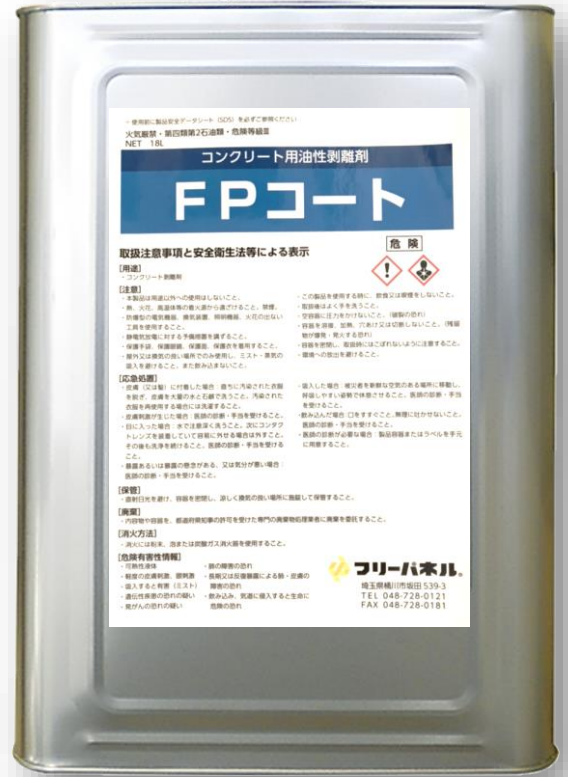 ・使用前に製品安全データシート（SDS）を必ずご参照ください
火気厳禁・第四類第2石油類・危険等級Ⅲ
NET 18L
コンクリート用油性剥離剤
FPコート
取扱注意事項と安全衛生法等による表示
危険
[用途]
・コンクリート剥離剤
[注意]
・本製品は用途以外への使用はしないこと。
・熱、火花、高温体等の着火源から遠ざけること。禁煙。
・防爆型の電気機器、換気装置、照明機器、火花の出ない
工具を使用すること。
・静電気放電に対する予備措置を講ずること。
・保護手袋、保護眼鏡、保護面、保護衣を着用すること。
・屋外又は換気の良い場所でのみ使用し、ミスト・蒸気の
吸入を避けること。また飲み込まないこと。
・この製品を使用する時に、飲食又は喫煙をしないこと。
・取扱後はよく手を洗うこと。
・空容器に圧力をかけないこと。（破裂の恐れ）
・容器を溶接、加熱、穴あけ又は切断しないこと。（残留
物が爆発・発火する恐れ）
・容器を密閉し、取扱時にはこぼれないように注意すること。
・環境への放出を避けること。
[応急処置]
・皮膚（又は髪）に付着した場合：直ちに汚染された衣服
を脱ぎ、皮膚を大量の水と石鹸で洗うこと。汚染された
衣服を再使用する場合には洗濯すること。
・皮膚刺激が生じた場合：医師の診断・手当を受けること。
・目に入った場合：水で注意深く洗うこと。次にコンタク
トレンズを装着していて容易に外せる場合は外すこと。
その後も洗浄を続けること。医師の診断・手当を受ける
こと。
・暴露あるいは暴露の懸念がある、又は気分が悪い場合：
医師の診断・手当を受けること。
・吸入した場合：被災者を新鮮な空気のある場所に移動し、
呼吸しやすい姿勢で休息させること。医師の診断・手当
を受けること。
・飲み込んだ場合：口をすすぐこと。無理に吐かせないこと。
医師の診断・手当を受けること。
・医師の診断が必要な場合：製品容器またはラベルを手元
に用意すること。
[保管]
・直射日光を避け、容器を密閉し、涼しく換気の良い場所に施錠して保管すること。
[廃棄]
・内容物や容器を、都道府県知事の許可を受けた専門の廃棄物処理業者に廃棄を委託すること。
[消火方法]
・消火には粉末、泡または炭酸ガス消火器を使用すること。
[危険有害性情報]
・可燃性液体
・軽度の皮膚刺激、眼刺激
・吸入すると有害（ミスト）
・遺伝性疾患の恐れの疑い
・発がんの恐れの疑い
・臓の障害の恐れ
・長期又は反復暴露による肺・皮膚の
障害の恐れ
・飲み込み、気道に侵入すると生命に
危険の恐れ
フリーパネル。
埼玉県桶川市坂田 539-3
TEL 048-728-0121
FAX 048-728-0181